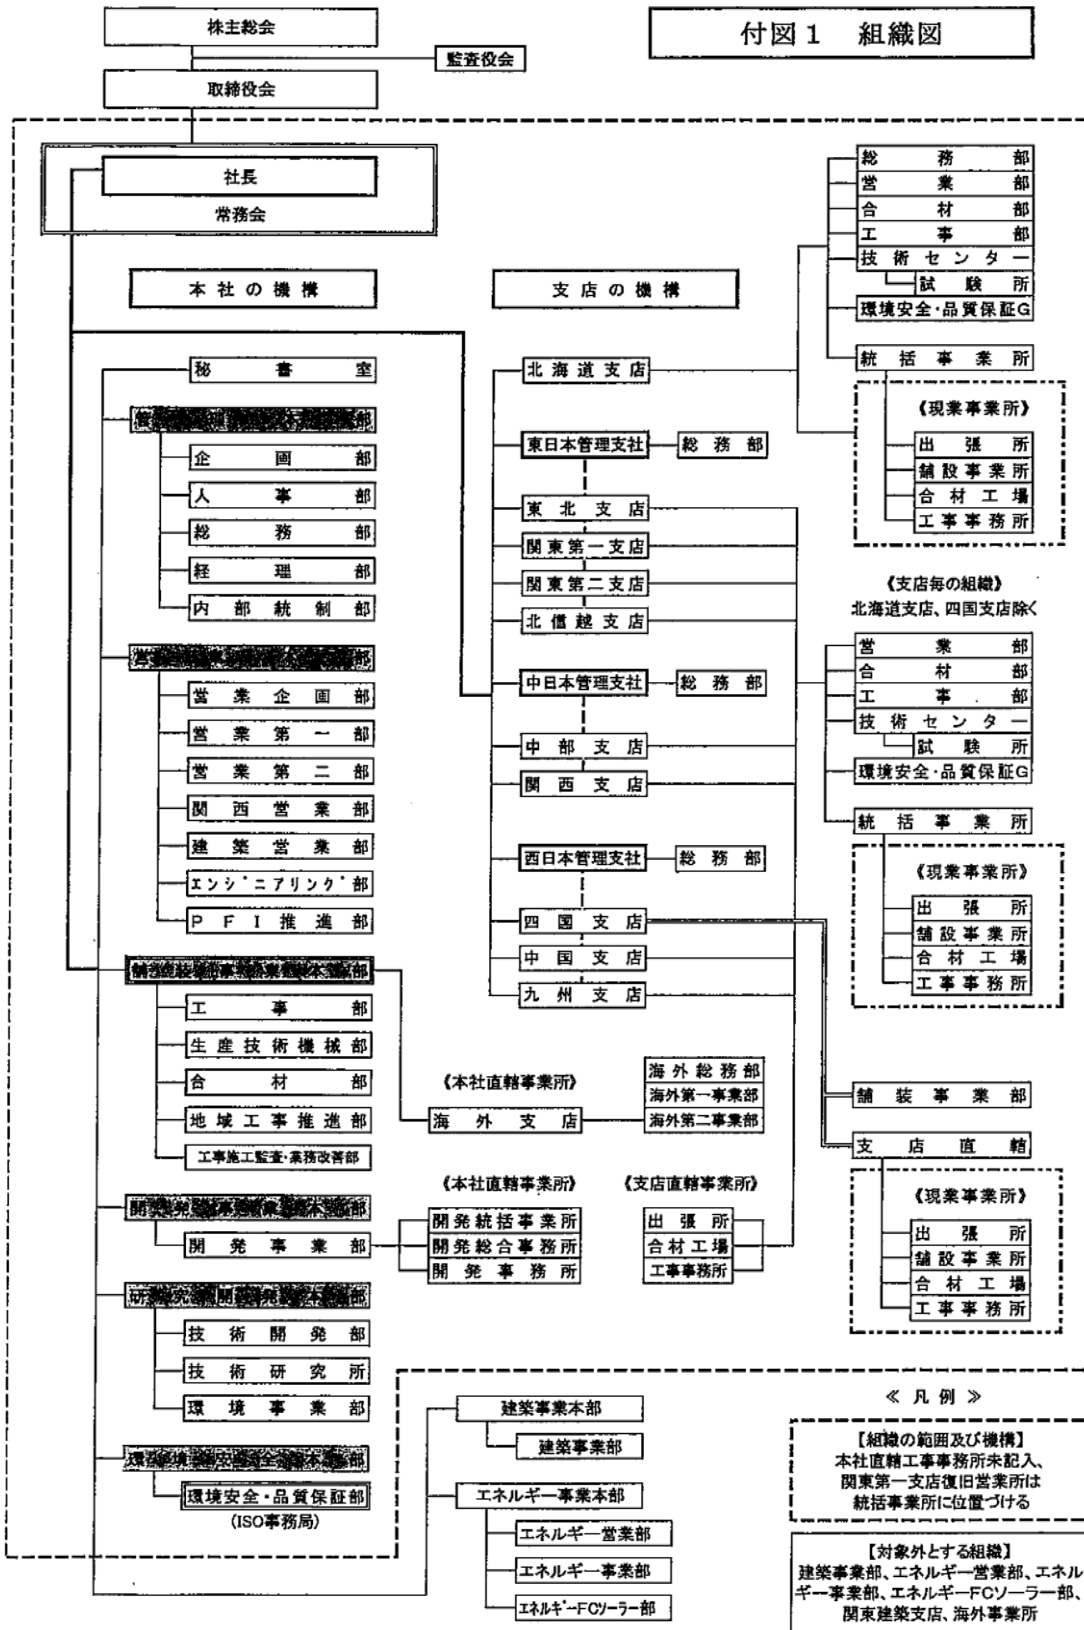 付図1 組織図
株主総会
監査役会
取締役会
社長
常務会
本社の機構
支店の機構
秘書室
企画部
人事部
総務部
経理部
内部統制部
営業企画部
営業第一部
営業第二部
関西営業部
建築営業部
エンジニアリング部
PFI推進部
工事部
生産技術機械部
合材部
地域工事推進部
工事施工監査・業務改善部
開発事業部
技術開発部
技術研究所
環境事業部
環境安全・品質保証部
(ISO事務局)
北海道支店
東日本管理支社 総務部
東北支店
関東第一支店
関東第二支店
北信越支店
中日本管理支社 総務部
中部支店
関西支店
西日本管理支社 総務部
四国支店
中国支店
九州支店
《本社直轄事業所》
海外支店
海外総務部
海外第一事業部
海外第二事業部
《本社直轄事業所》
開発統括事業所
開発総合事務所
開発事務所
《支店直轄事業所》
出張所
合材工場
工事事務所
建築事業本部
建築事業部
エネルギー事業本部
エネルギー営業部
エネルギー事業部
エネルギーFCソーラー部
総務部
営業部
合材部
工事部
技術センター
試験所
環境安全・品質保証G
統括事業所
《現業事業所》
出張所
舗設事業所
合材工場
工事事務所
《支店毎の組織》
北海道支店、四国支店除く
営業部
合材部
工事部
技術センター
試験所
環境安全・品質保証G
統括事業所
《現業事業所》
出張所
舗設事業所
合材工場
工事事務所
舗装事業部
支店直轄
《現業事業所》
出張所
舗設事業所
合材工場
工事事務所
≪凡例≫
【組織の範囲及び機構】
本社直轄工事事務所未記入、
関東第一支店復旧営業所は
統括事業所に位置づける
【対象外とする組織】
建築事業部、エネルギー営業部、エネル
ギー事業部、エネルギーFCソーラー部、
関東建築支店、海外事業所